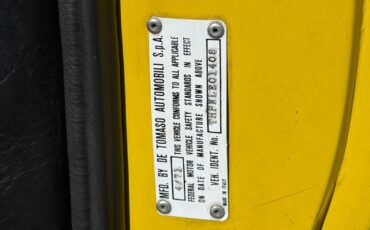 MFD. BY DE TOMASO AUTOMOBILI S.p.A.
4/71 THIS VEHICLE CONFORMS TO ALL APPLICABLE
FEDERAL MOTOR VEHICLE SAFETY STANDARDS IN EFFECT
ON DATE OF MANUFACTURE SHOWN ABOVE
VEH. IDENT. No. THPNLE01408
MADE IN ITALY